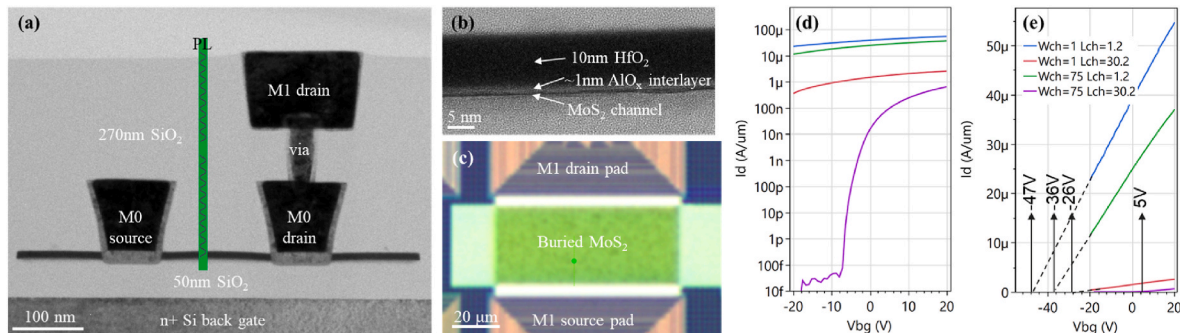 (a)
PL
M1 drain
270nm SiO₂
via
M0
source
M0
drain
50nm SiO₂
100 nm
n+ Si back gate
(b)
10nm HfO₂
~1nm AlOₓ interlayer
MoS₂ channel
5 nm
(c)
M1 drain pad
Buried MoS₂
20 μm
M1 source pad
(d)
100μ
10μ
1μ
100n
10n
1n
100p
10p
1p
100f
10f
Id (A/um)
-20 -10 0 10 20
Vbg (V)
(e)
50μ
40μ
30μ
20μ
10μ
0
Id (A/um)
Wch=1 Lch=1.2
Wch=1 Lch=30.2
Wch=75 Lch=1.2
Wch=75 Lch=30.2
-47V
-36V
-26V
5V
-60 -40 -20 0 20
Vbg (V)